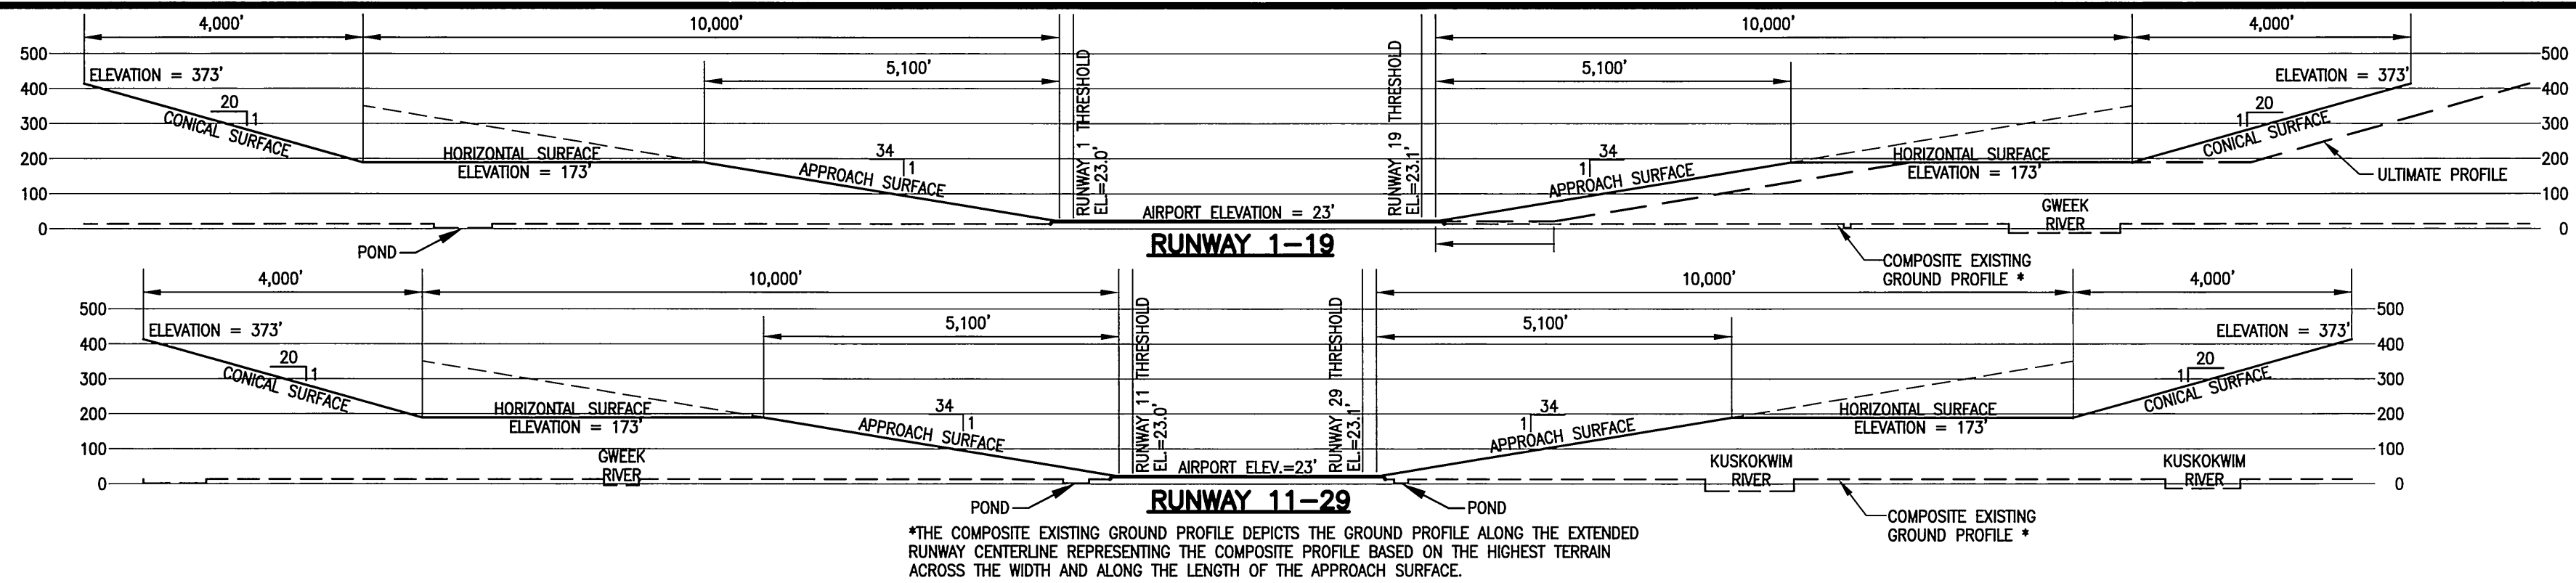 4,000' 10,000' 10,000' 4,000'
500 500
ELEVATION = 373' 5,100' 5,100' ELEVATION = 373'
400 400
20 20
1 1
CONICAL SURFACE CONICAL SURFACE
300 300
RUNWAY 1 THRESHOLD
EL.=23.0'
RUNWAY 19 THRESHOLD
EL.=23.1'
34 34
1 1
200 HORIZONTAL SURFACE HORIZONTAL SURFACE 200
ELEVATION = 173' ELEVATION = 173'
APPROACH SURFACE APPROACH SURFACE
ULTIMATE PROFILE
100 100
AIRPORT ELEVATION = 23'
GWEEK
RIVER
0 0
POND
RUNWAY 1-19
COMPOSITE EXISTING
GROUND PROFILE *
4,000' 10,000' 10,000' 4,000'
500 500
ELEVATION = 373' 5,100' 5,100' ELEVATION = 373'
400 400
20 20
1 1
CONICAL SURFACE CONICAL SURFACE
300 300
RUNWAY 11 THRESHOLD
EL.=23.0'
RUNWAY 29 THRESHOLD
EL.=23.1'
34 34
1 1
200 HORIZONTAL SURFACE HORIZONTAL SURFACE 200
ELEVATION = 173' ELEVATION = 173'
APPROACH SURFACE APPROACH SURFACE
100 100
GWEEK
RIVER
AIRPORT ELEV.=23'
KUSKOKWIM
RIVER
KUSKOKWIM
RIVER
0 0
POND
RUNWAY 11-29
POND
COMPOSITE EXISTING
GROUND PROFILE *
*THE COMPOSITE EXISTING GROUND PROFILE DEPICTS THE GROUND PROFILE ALONG THE EXTENDED
RUNWAY CENTERLINE REPRESENTING THE COMPOSITE PROFILE BASED ON THE HIGHEST TERRAIN
ACROSS THE WIDTH AND ALONG THE LENGTH OF THE APPROACH SURFACE.